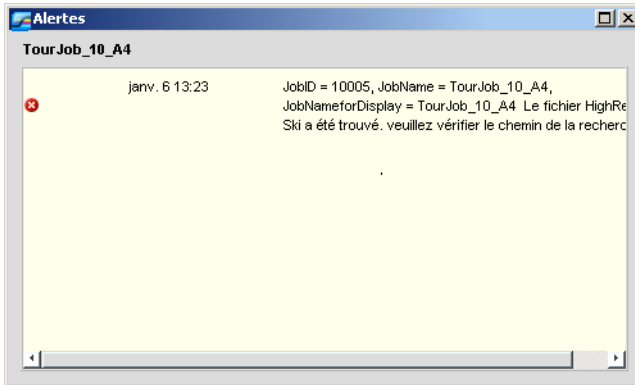 Alertes
TourJob_10_A4
janv. 6 13:23 JobID = 10005, JobName = TourJob_10_A4,
JobNameforDisplay = TourJob_10_A4 Le fichier HighRe
Ski a été trouvé. veuillez vérifier le chemin de la recherc